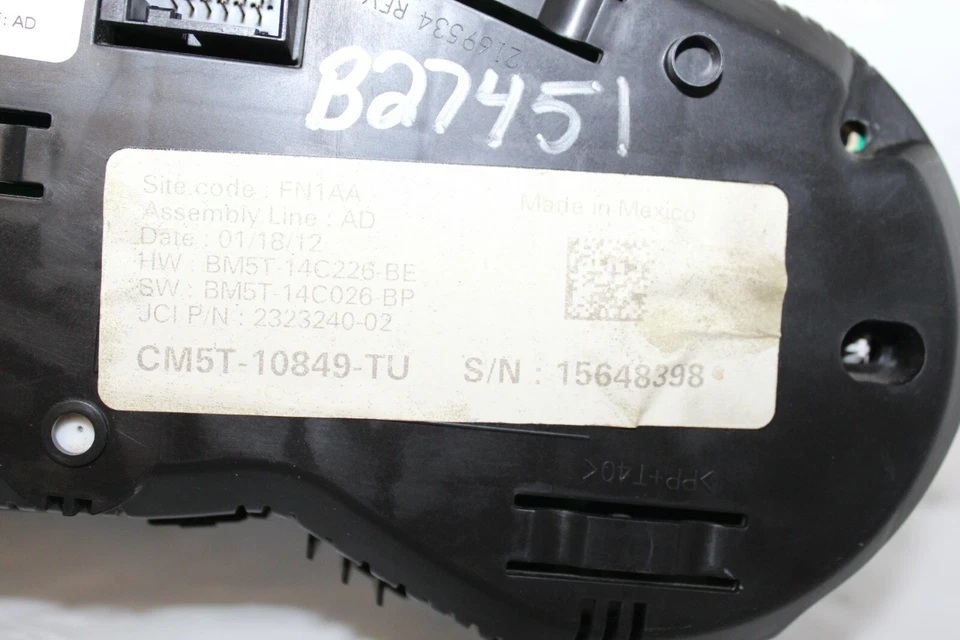 : AD
2169534 REV
B27451
Site code : FN1AA
Made in Mexico
Assembly Line : AD
Date : 01/18/12
HW : BM5T-14C226-BE
SW : BM5T-14C026-BP
JCI P/N : 2323240-02
CM5T-10849-TU S/N : 15648398
>PP+T40<